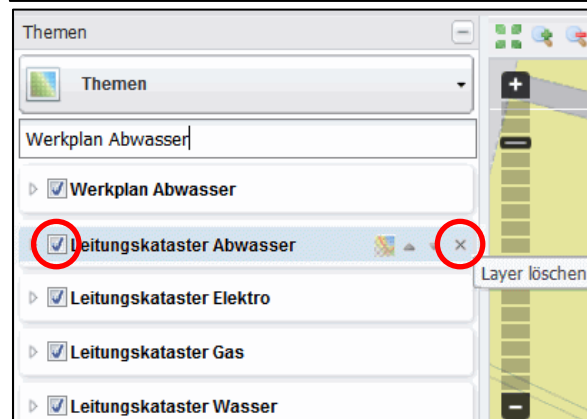 Themen
Themen
Werkplan Abwasser
Werkplan Abwasser
Leitungskataster Abwasser
Layer löschen
Leitungskataster Elektro
Leitungskataster Gas
Leitungskataster Wasser